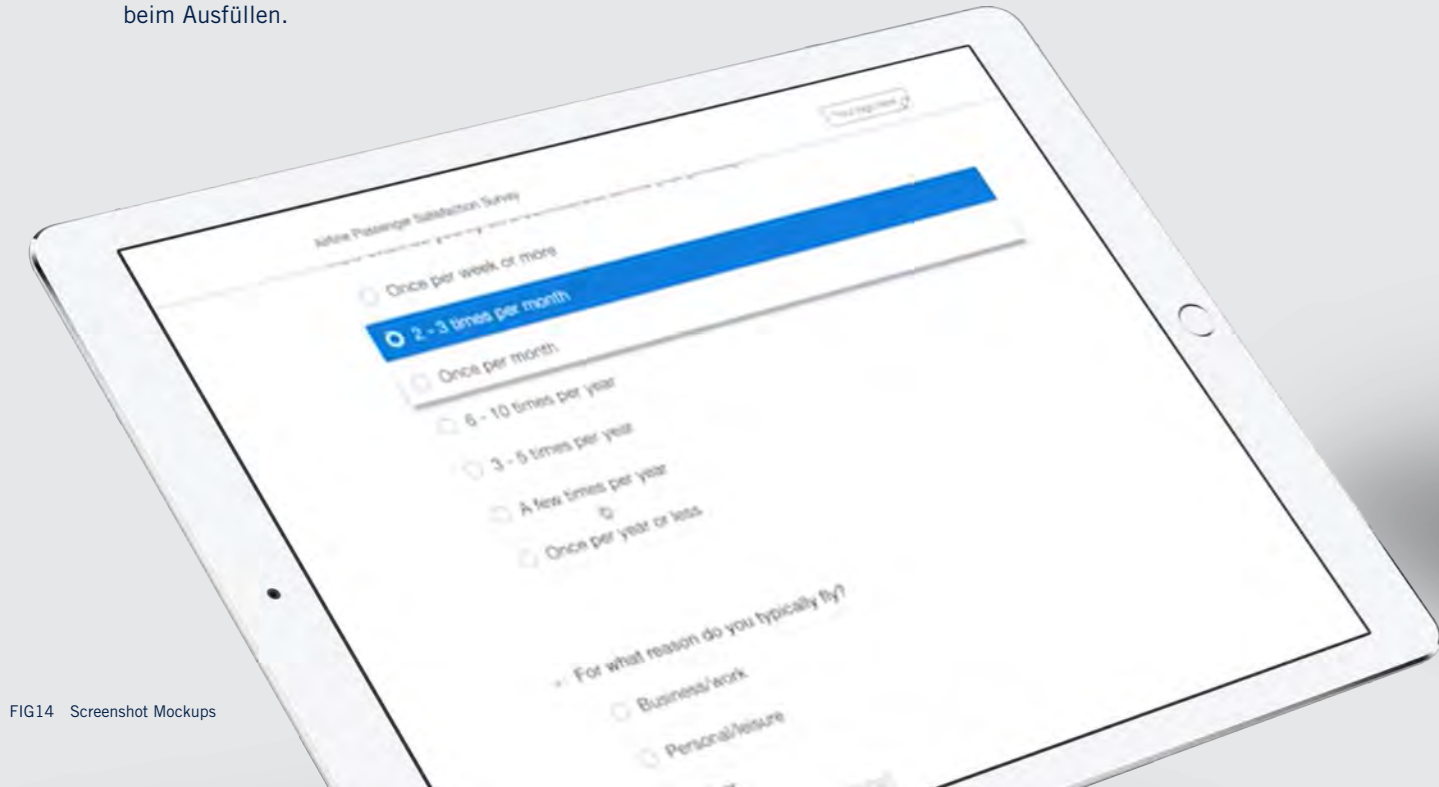 beim Ausfüllen.
Airline Passenger Satisfaction Survey
Once per week or more
2 - 3 times per month
Once per month
6 - 10 times per year
3 - 5 times per year
A few times per year
Once per year or less
For what reason do you typically fly?
Business/work
Personal/leisure
FIG14 Screenshot Mockups